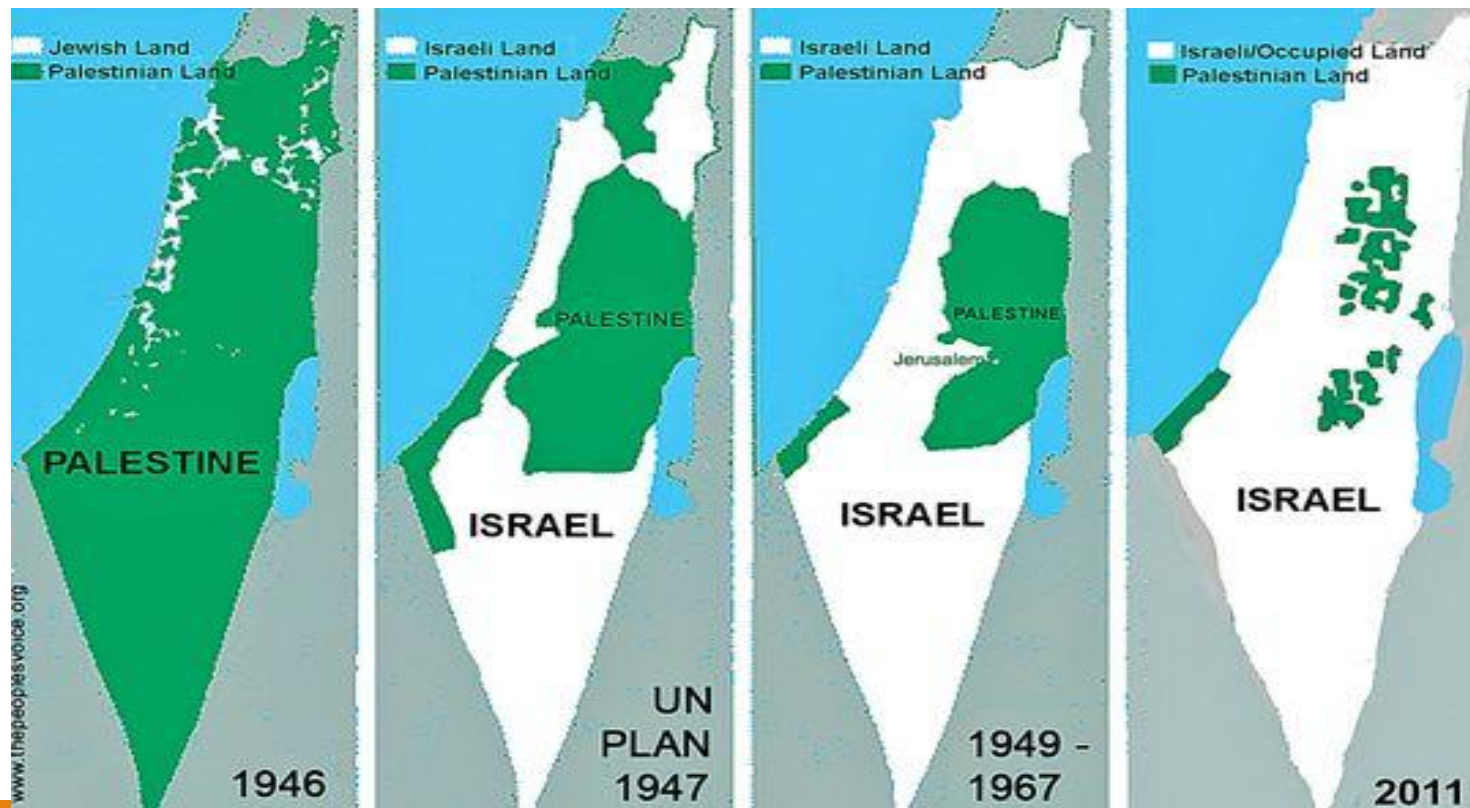 Jewish Land
Palestinian Land
PALESTINE
1946
www.thepeoplesvoice.org
Israeli Land
Palestinian Land
PALESTINE
ISRAEL
UN
PLAN
1947
Israeli Land
Palestinian Land
PALESTINE
Jerusalem
ISRAEL
1949 -
1967
Israeli/Occupied Land
Palestinian Land
ISRAEL
2011